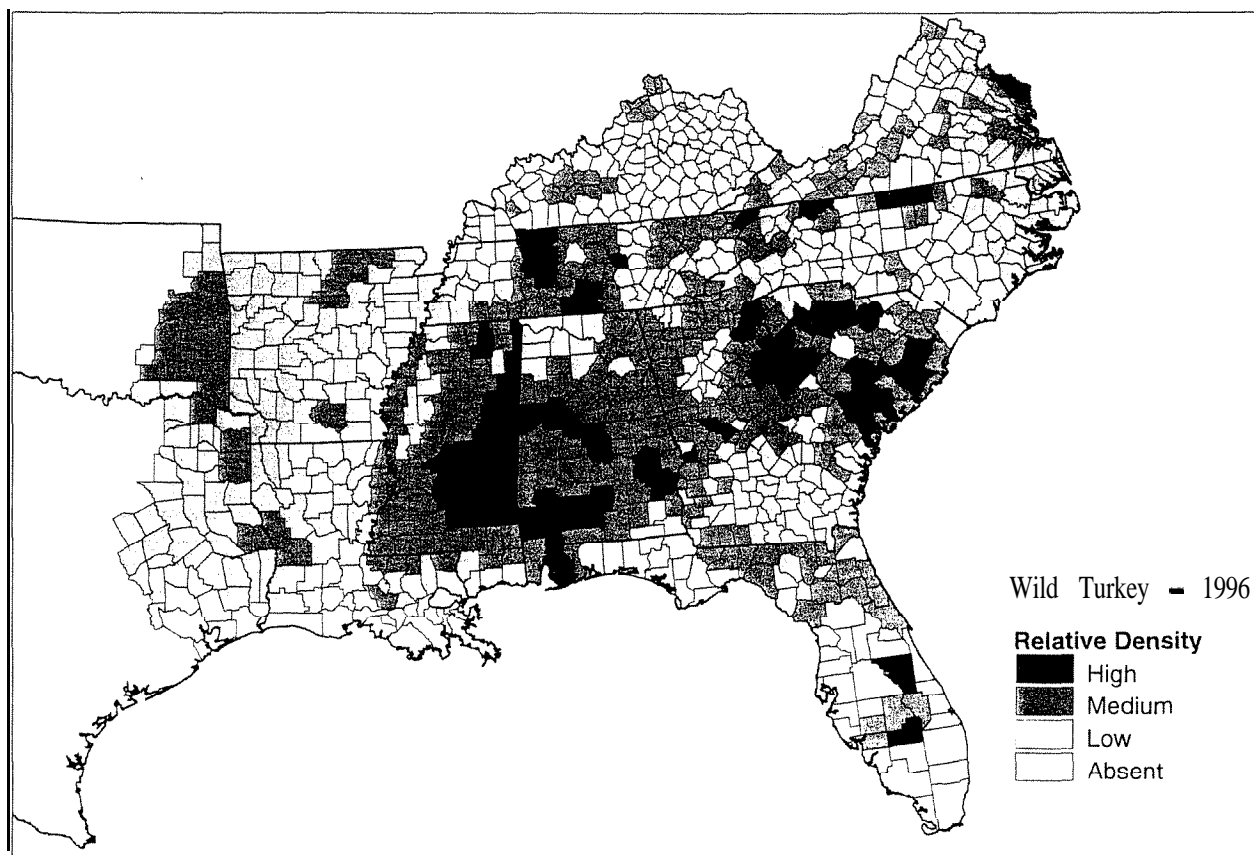 Wild Turkey - 1996
Relative Density
High
Medium
Low
Absent